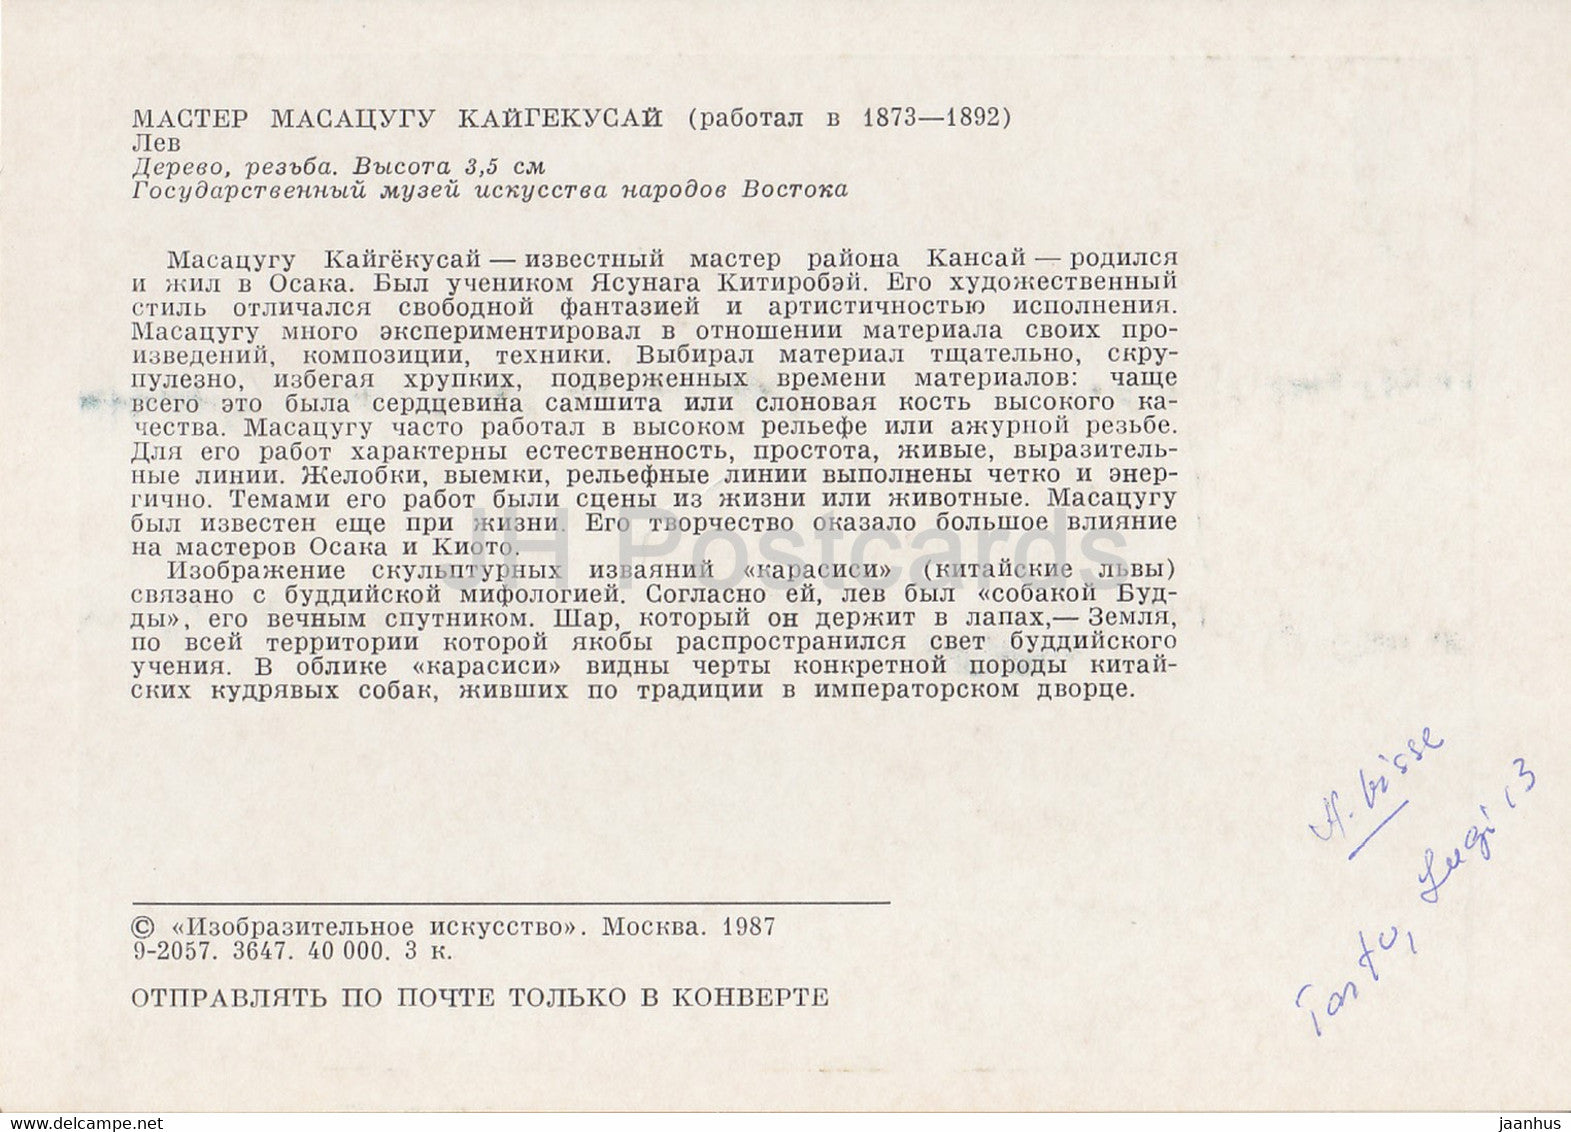 МАСТЕР МАСАЦУГУ КАЙГЕКУСАЙ (работал в 1873—1892)
Лев
Дерево, резьба. Высота 3,5 см
Государственный музей искусства народов Востока
Масацугу Кайгёкусай — известный мастер района Кансай — родился
и жил в Осака. Был учеником Ясунага Китиробэй. Его художественный
стиль отличался свободной фантазией и артистичностью исполнения.
Масацугу много экспериментировал в отношении материала своих про-
изведений, композиции, техники. Выбирал материал тщательно, скру-
пулезно, избегая хрупких, подверженных времени материалов: чаще
всего это была сердцевина самшита или слоновая кость высокого ка-
чества. Масацугу часто работал в высоком рельефе или ажурной резьбе.
Для его работ характерны естественность, простота, живые, выразитель-
ные линии. Желобки, выемки, рельефные линии выполнены четко и энер-
гично. Темами его работ были сцены из жизни или животные. Масацугу
был известен еще при жизни. Его творчество оказало большое влияние
на мастеров Осака и Киото.
Изображение скульптурных изваяний «карасиси» (китайские львы)
связано с буддийской мифологией. Согласно ей, лев был «собакой Буд-
ды», его вечным спутником. Шар, который он держит в лапах,— Земля,
по всей территории которой якобы распространился свет буддийского
учения. В облике «карасиси» видны черты конкретной породы китай-
ских кудрявых собак, живших по традиции в императорском дворце.
JH Postcards
© «Изобразительное искусство». Москва. 1987
9-2057. 3647. 40 000. 3 к.
ОТПРАВЛЯТЬ ПО ПОЧТЕ ТОЛЬКО В КОНВЕРТЕ
Tartu, 13
www.delcampe.net
jaanhus